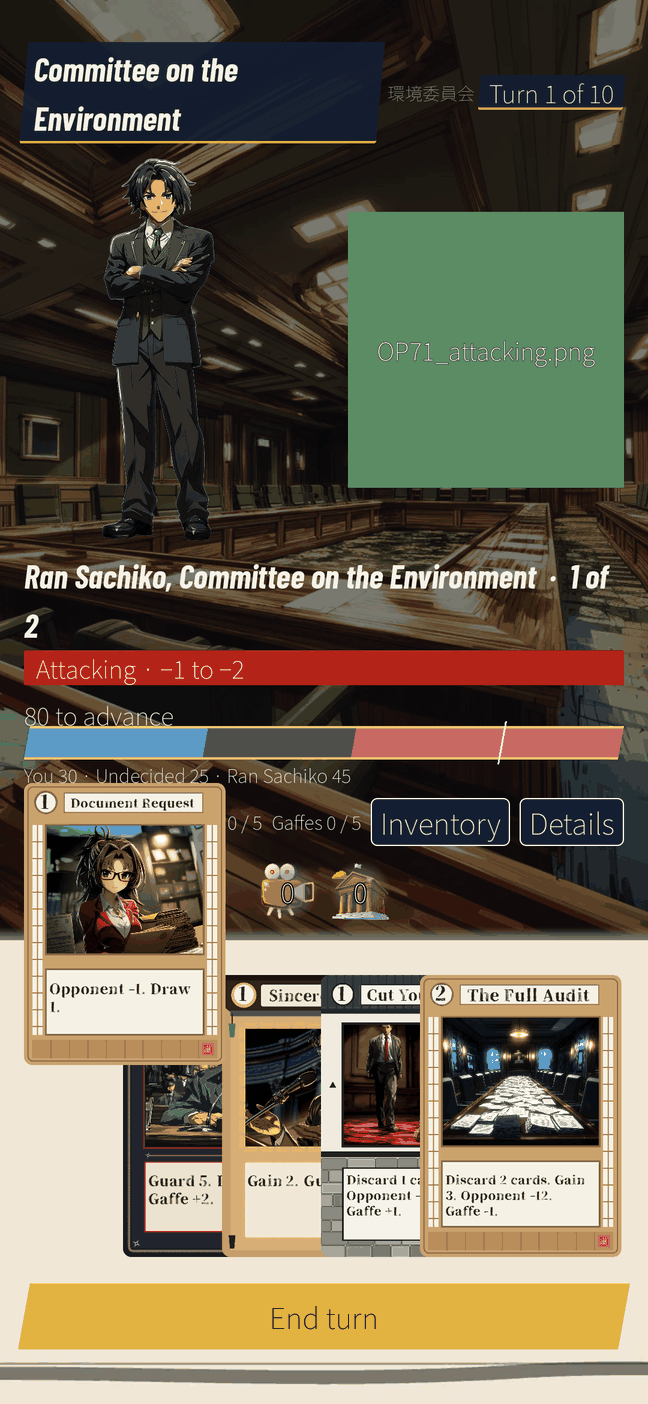 Committee on the
Environment
環境委員会
Turn 1 of 10
OP71_attacking.png
Ran Sachiko, Committee on the Environment · 1 of
2
Attacking · −1 to −2
80 to advance
You 30 · Undecided 25 · Ran Sachiko 45
0 / 5 Gaffes 0 / 5
Inventory
Details
0
0
1 Document Request
Opponent -1. Draw
1.
Guard 5.
Gaffe +2.
1
Gain 2.
1 Cut
Discard 1
Opponent
Gaffe +1.
2 The Full Audit
Discard 2 cards. Gain
3. Opponent -12.
Gaffe -1.
End turn